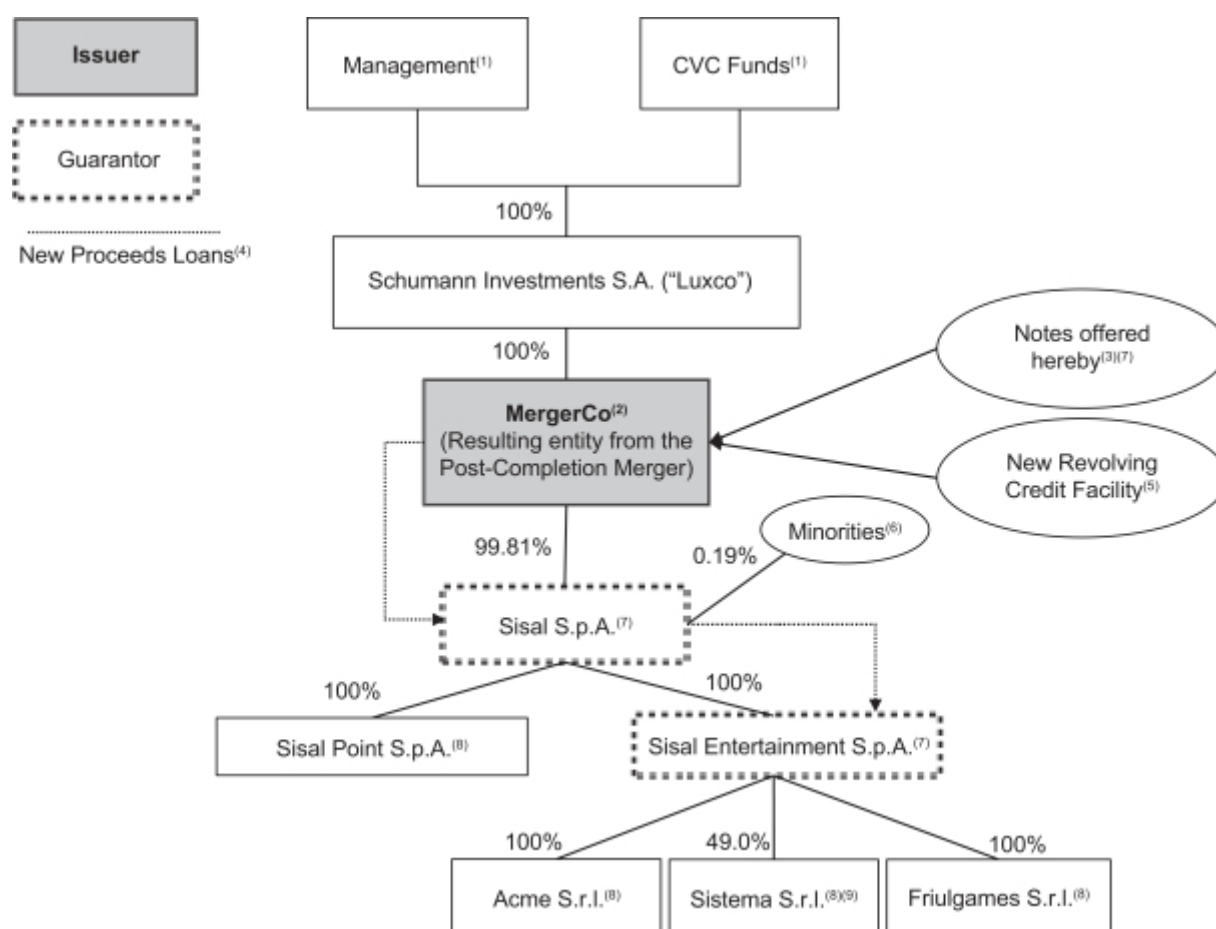 Issuer
Management(1)
CVC Funds(1)
Guarantor
100%
New Proceeds Loans(4)
Schumann Investments S.A. (“Luxco”)
100%
Notes offered
hereby(3)(7)
MergerCo(2)
(Resulting entity from the
Post-Completion Merger)
New Revolving
Credit Facility(5)
Minorities(6)
99.81%
0.19%
Sisal S.p.A.(7)
100%
100%
Sisal Point S.p.A.(8)
Sisal Entertainment S.p.A.(7)
100%
49.0%
100%
Acme S.r.l.(8)
Sistema S.r.l.(8)(9)
Friulgames S.r.l.(8)